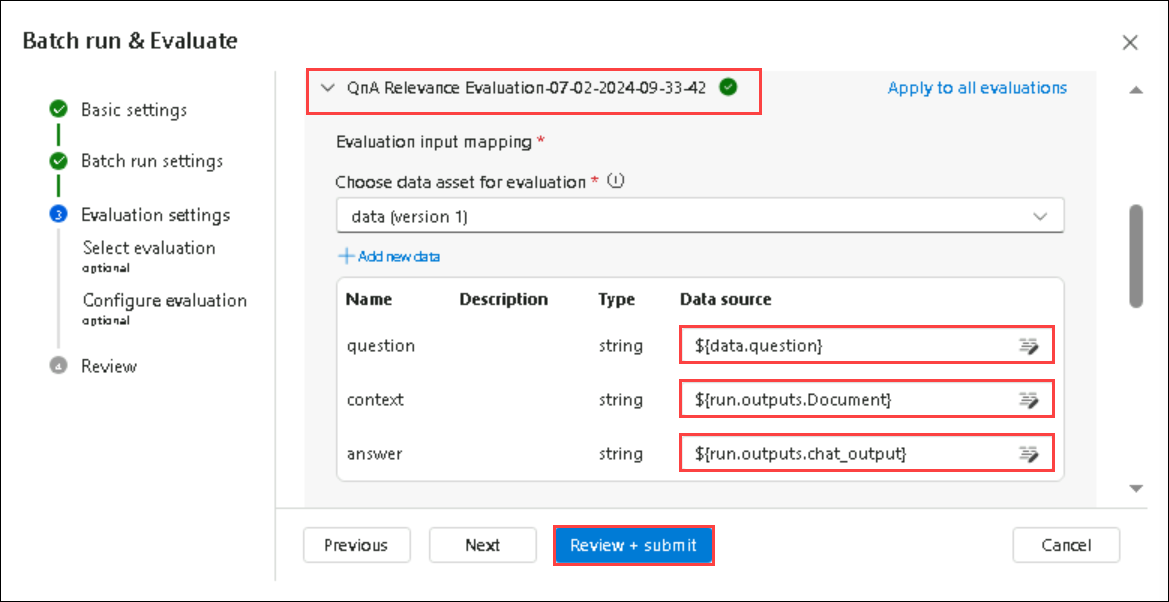 Batch run & Evaluate
Basic settings
Batch run settings
3 Evaluation settings
Select evaluation
optional
Configure evaluation
optional
4 Review
QnA Relevance Evaluation-07-02-2024-09-33-42
Apply to all evaluations
Evaluation input mapping *
Choose data asset for evaluation *
data (version 1)
Add new data
Name Description Type Data source
question string ${data.question}
context string ${run.outputs.Document}
answer string ${run.outputs.chat_output}
Previous Next Review + submit Cancel